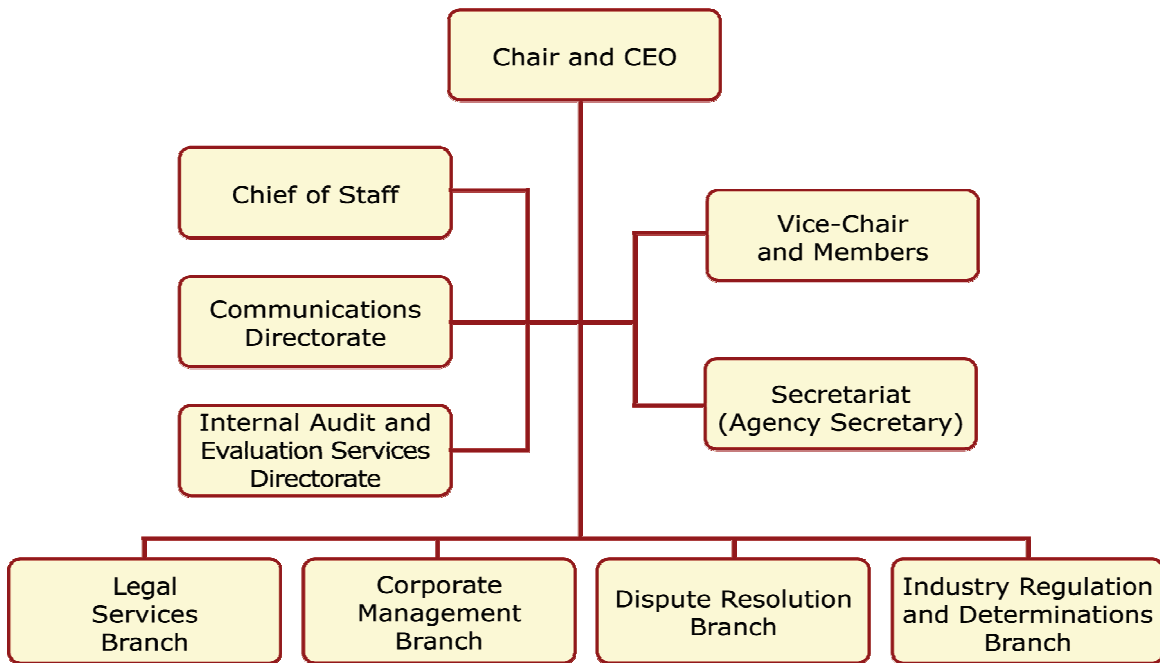 Chair and CEO
Chief of Staff
Vice-Chair
and Members
Communications
Directorate
Secretariat
(Agency Secretary)
Internal Audit and
Evaluation Services
Directorate
Legal
Services
Branch
Corporate
Management
Branch
Dispute Resolution
Branch
Industry Regulation
and Determinations
Branch